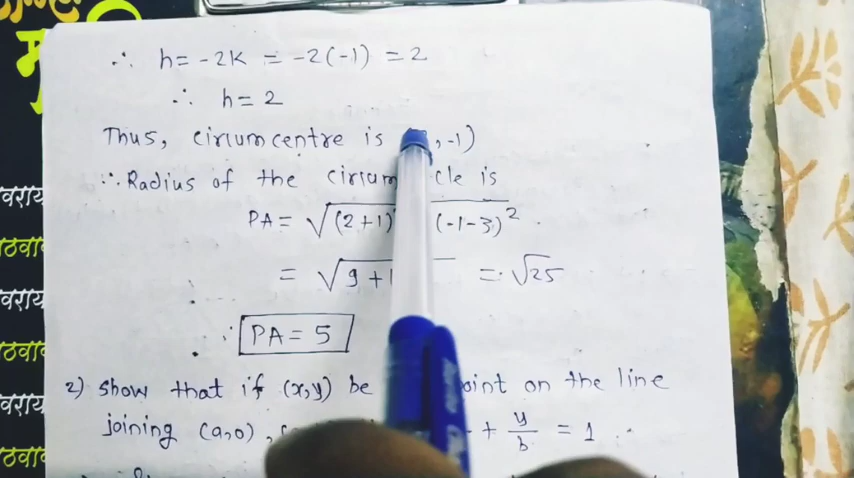 ∴ h = -2K = -2(-1) = 2
∴ h = 2
Thus, circumcentre is , -1)
∴ Radius of the circum cle is
PA = √(2+1) (-1-3)²
= √9+1 = √25
∴ PA = 5
2) show that if (x,y) be oint on the line
joining (a,0), + y/b = 1
वराय
ठवा
वराय
ठवा
वराय
ठवा